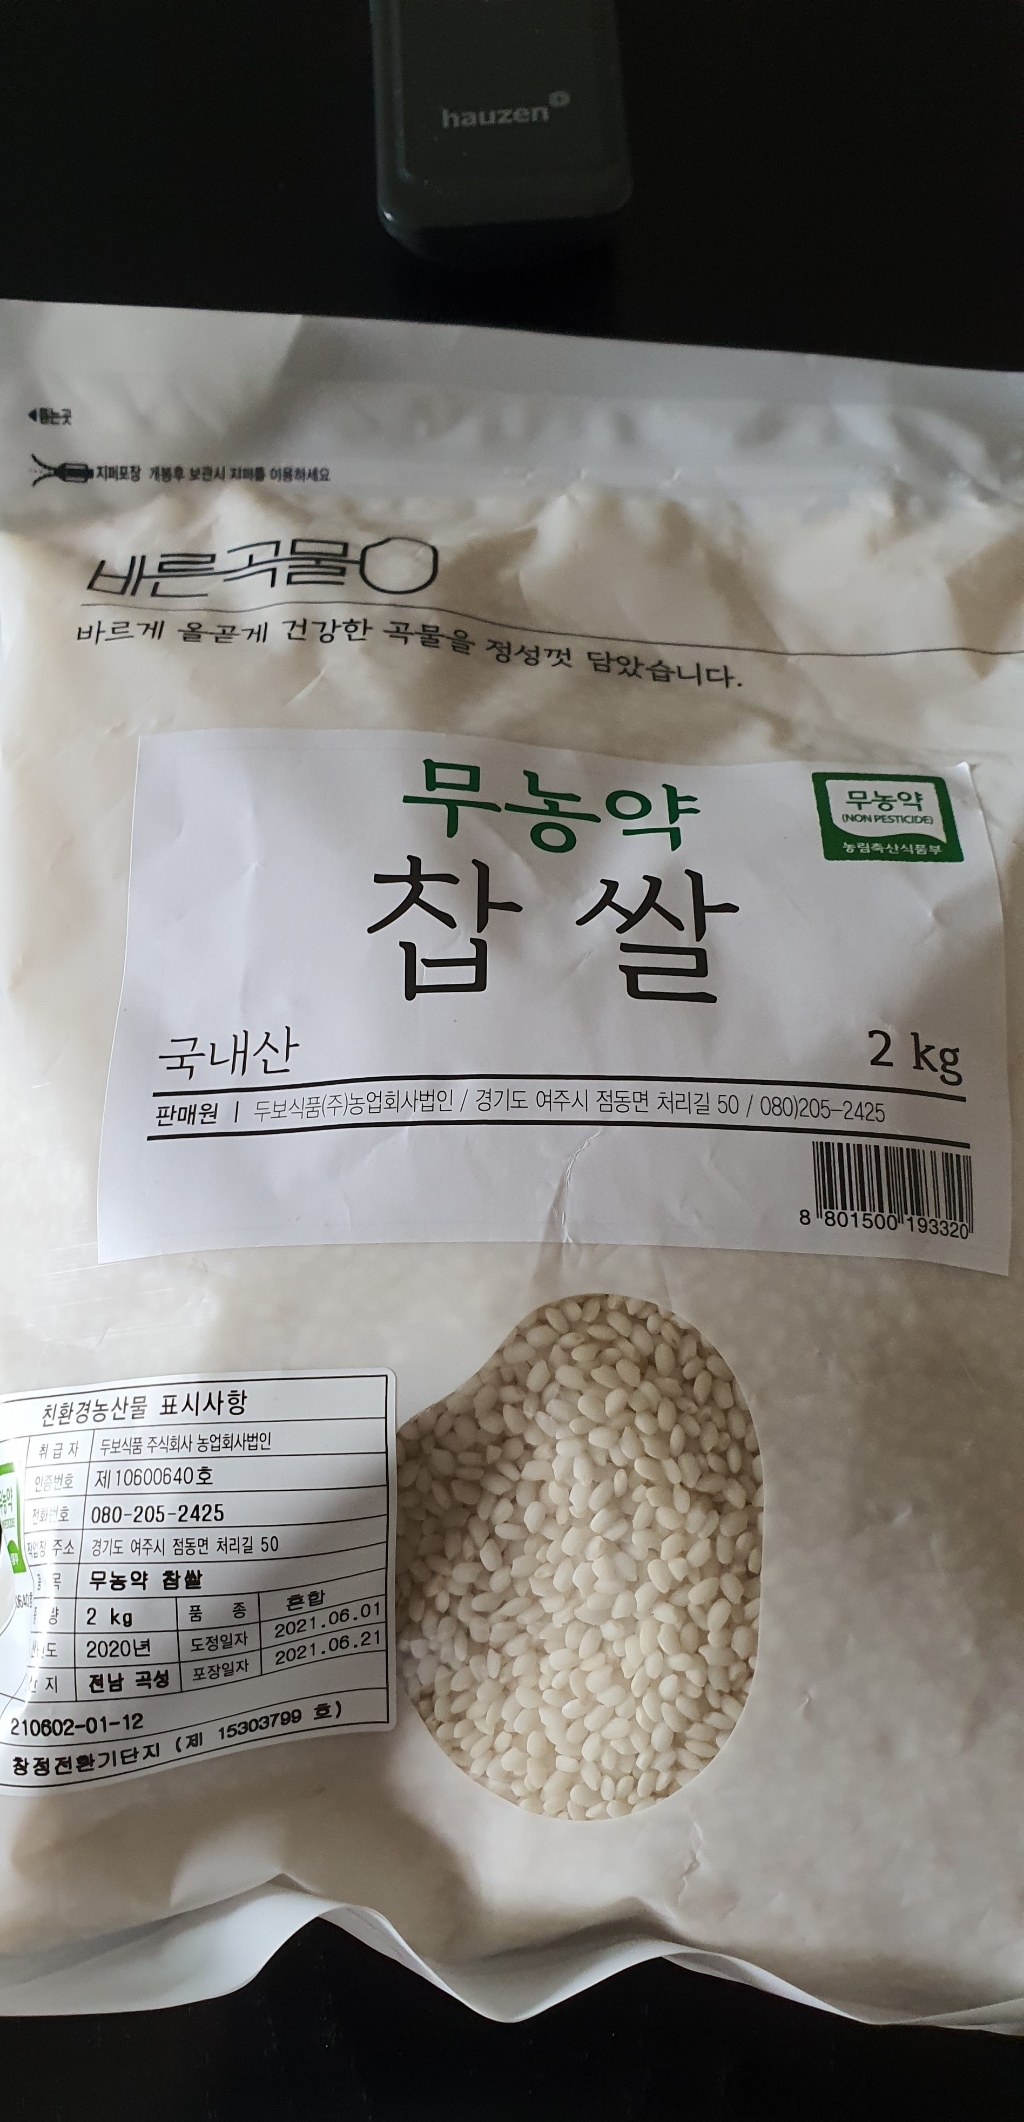 hauzen
◀뜯는곳
지퍼포장 개봉후 보관시 지퍼를 이용하세요
바른곡물
바르게 올곧게 건강한 곡물을 정성껏 담았습니다.
무농약
찹쌀
무농약
(NON PESTICIDE)
농림축산식품부
국내산
2 kg
판매원 | 두보식품(주)농업회사법인 / 경기도 여주시 점동면 처리길 50 / 080)205-2425
8 801500 193320
친환경농산물 표시사항
취급자 두보식품 주식회사 농업회사법인
인증번호 제10600640호
전화번호 080-205-2425
작업장 주소 경기도 여주시 점동면 처리길 50
무농약 찹쌀
2 kg 품 종 혼합
2020년 도정일자 2021.06.01
지 전남 곡성 포장일자 2021.06.21
210602-01-12
창정전환기단지 (제 15303799 호)